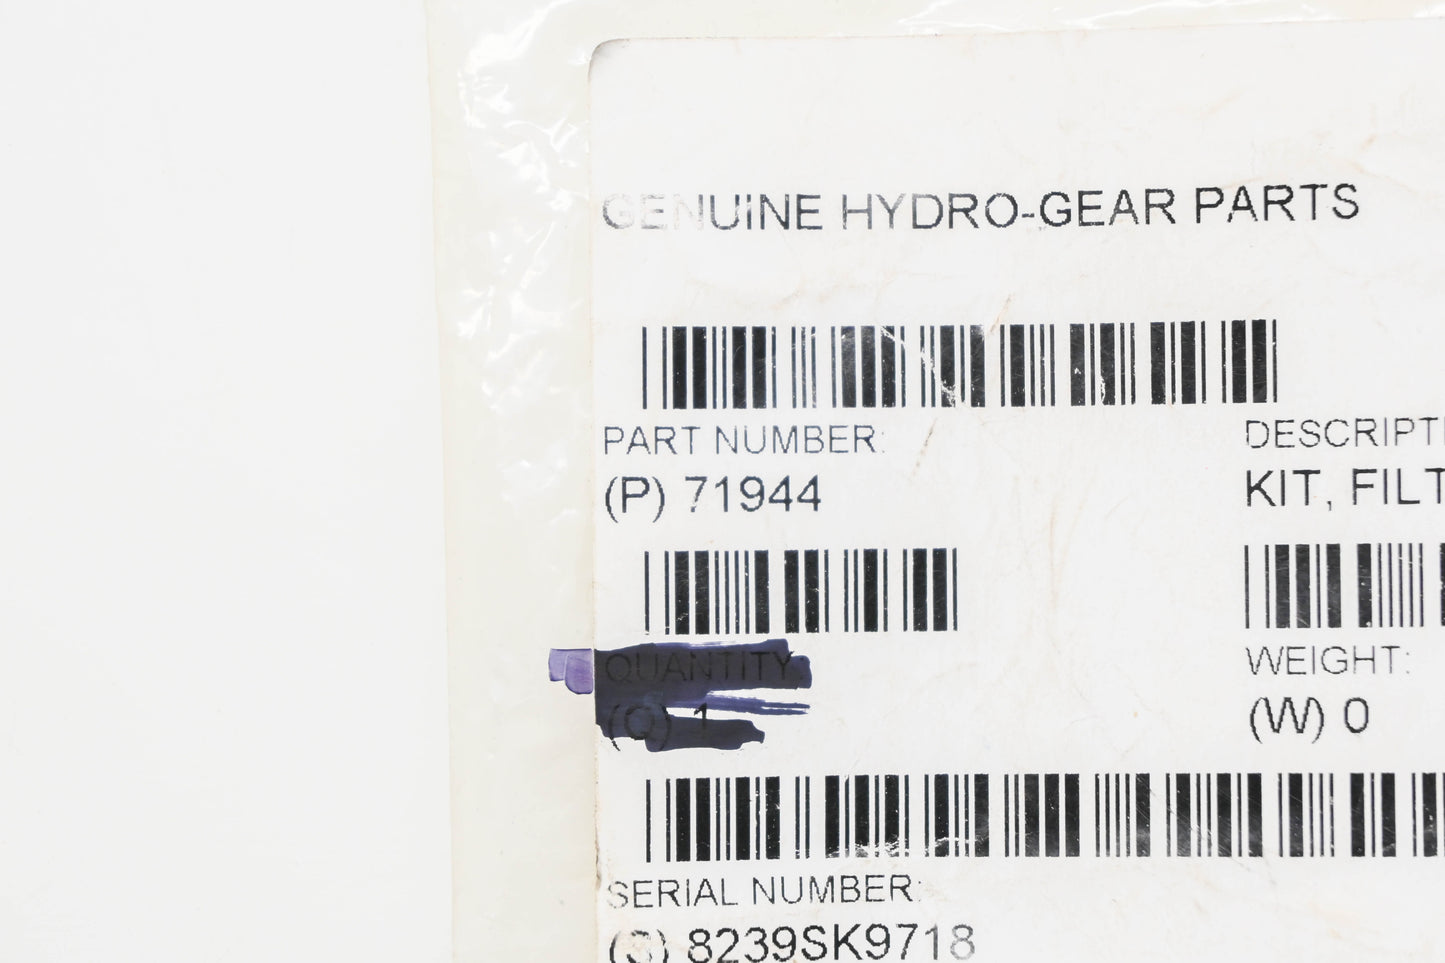 GENUINE HYDRO-GEAR PARTS
PART NUMBER:
(P) 71944
DESCRIPTI
KIT, FILT
QUANTITY:
(Q) 1
WEIGHT:
(W) 0
SERIAL NUMBER:
(S) 8239SK9718